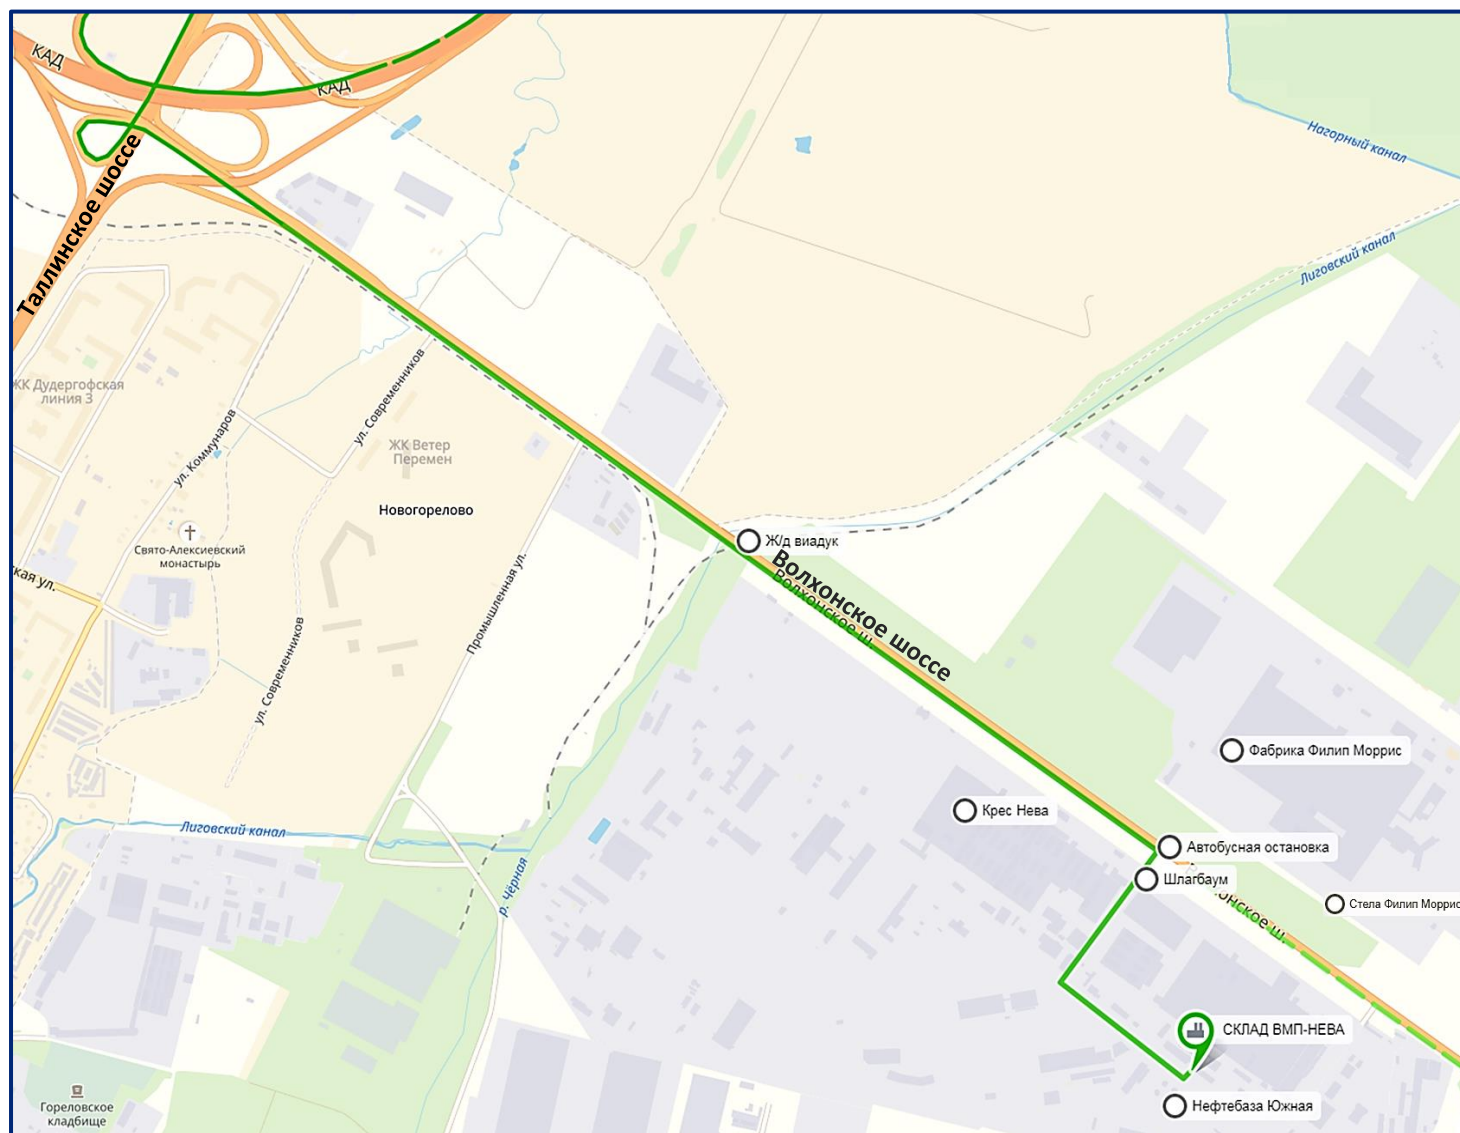 КАД
КАД
Таллинское шоссе
Нагорный канал
Лиговский канал
ЖК Дудергофская
линия 3
ул. Коммунаров
ул. Современников
ЖК Ветер
Перемен
Новогорелово
Свято-Алексиевский
монастырь
кая ул.
Промышленная ул.
ул. Современников
Ж/д виадук
Волхонское шоссе
Волхонское ш.
Фабрика Филип Моррис
Крес Нева
Автобусная остановка
Шлагбаум
Стела Филип Моррис
онское ш.
Лиговский канал
р. Чёрная
СКЛАД ВМП-НЕВА
Нефтебаза Южная
Гореловское
кладбище